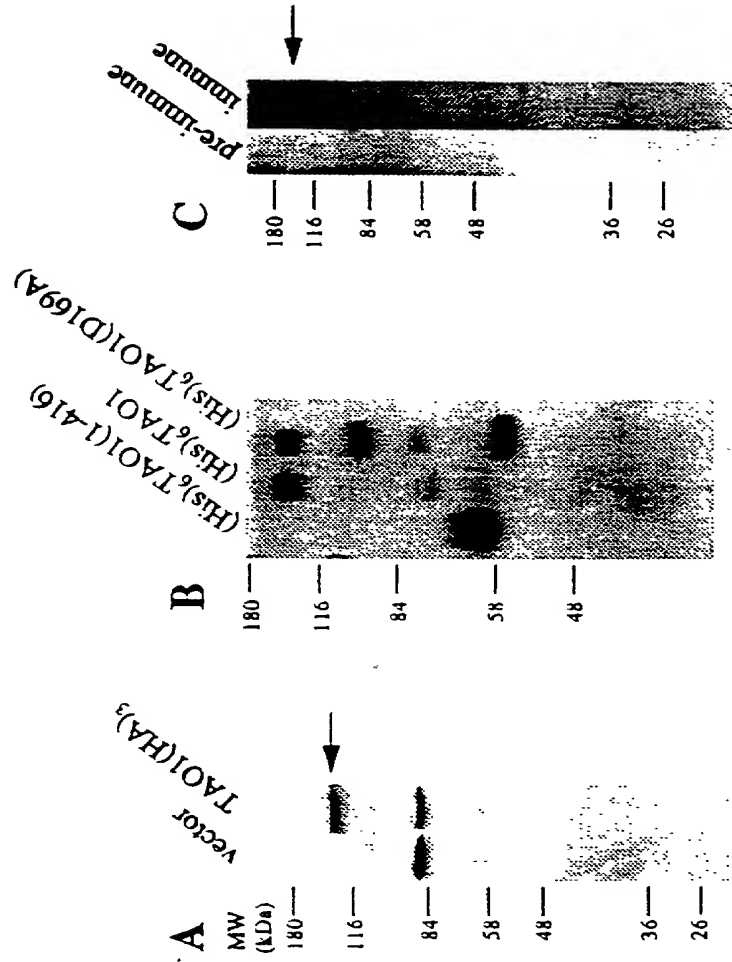 A
MW
(kDa)
180
116
84
58
48
36
26
vector
TAO1(HA)₃
B
180
116
84
58
48
(His)₆TAO1(1-416)
(His)₆TAO1
(His)₆TAO1(D169A)
C
180
116
84
58
48
36
26
pre-immune
immune